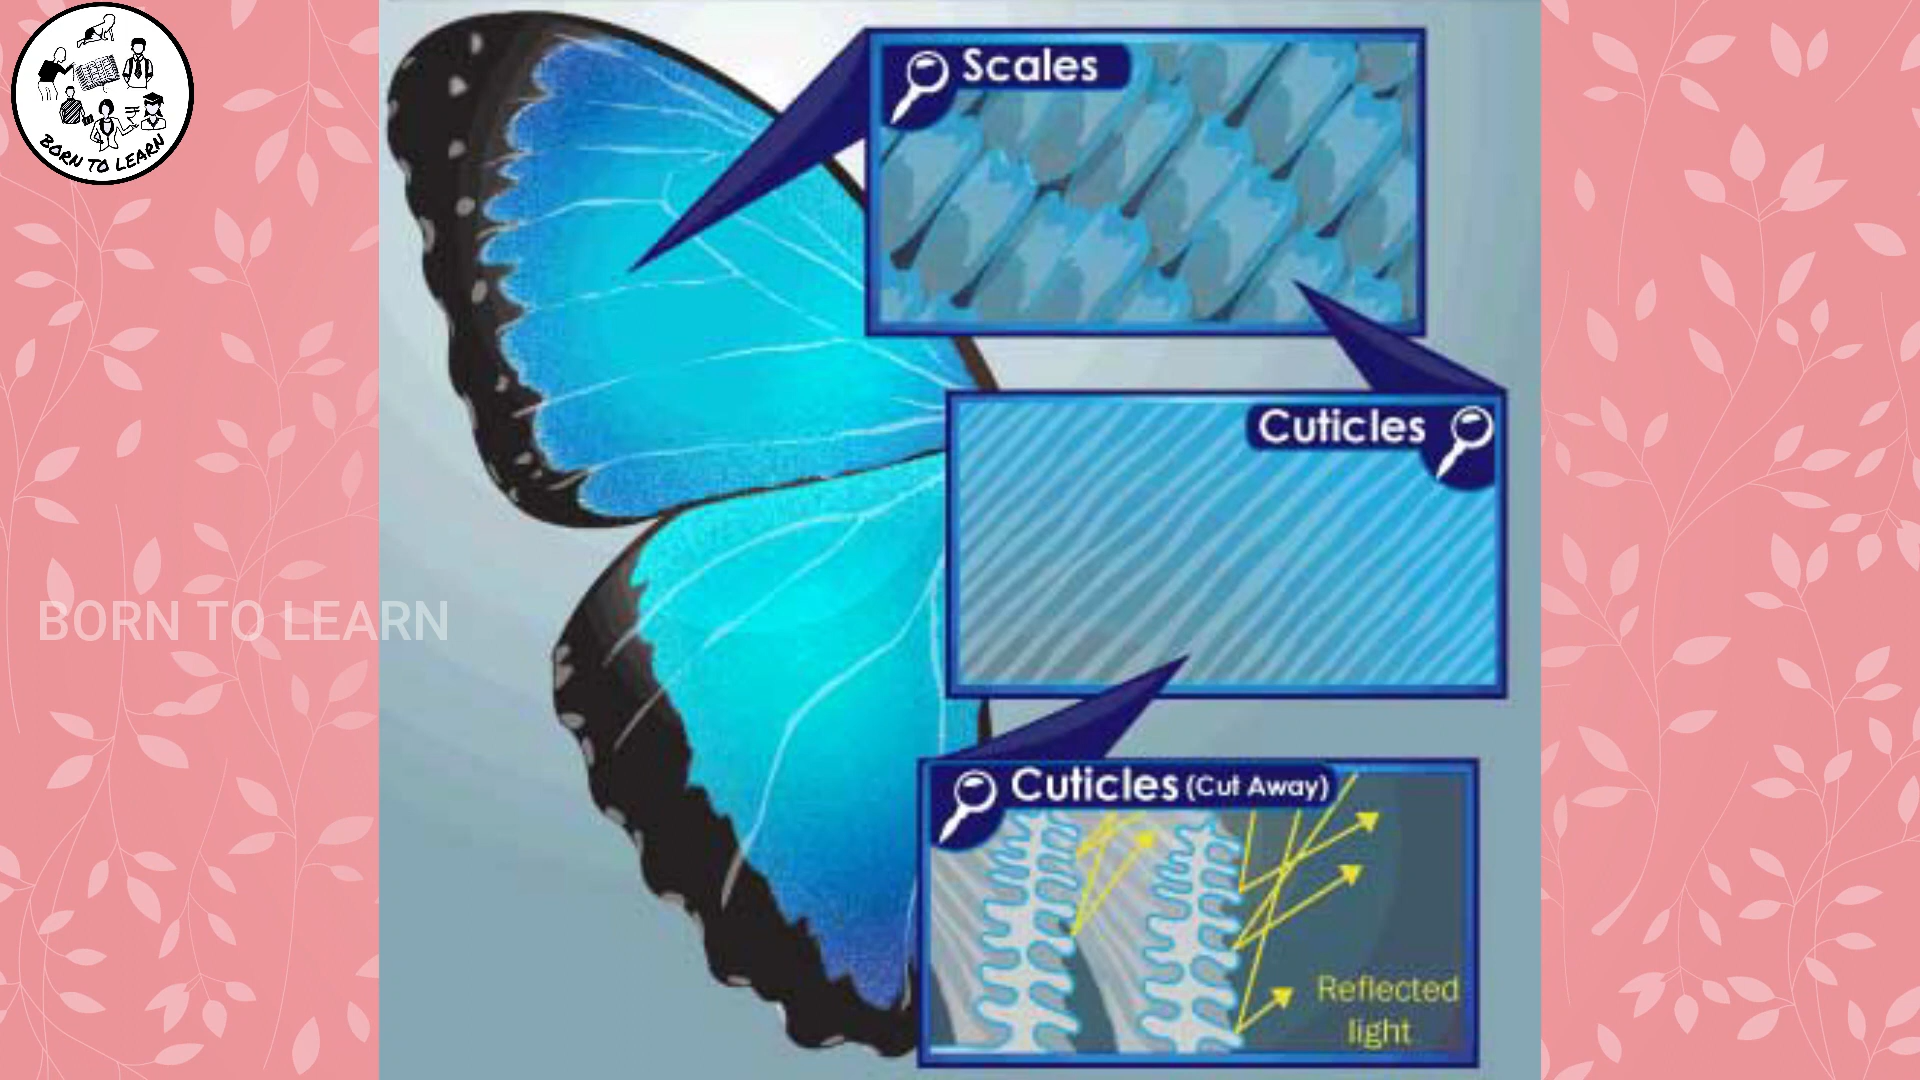 BORN TO LEARN
Scales
Cuticles
BORN TO LEARN
Cuticles (Cut Away)
Reflected
light